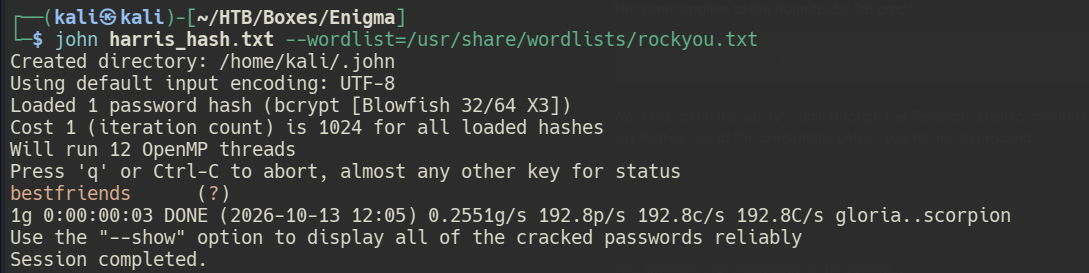 ┌──(kali㉿kali)-[~/HTB/Boxes/Enigma]
└─$ john harris_hash.txt --wordlist=/usr/share/wordlists/rockyou.txt
Created directory: /home/kali/.john
Using default input encoding: UTF-8
Loaded 1 password hash (bcrypt [Blowfish 32/64 X3])
Cost 1 (iteration count) is 1024 for all loaded hashes
Will run 12 OpenMP threads
Press 'q' or Ctrl-C to abort, almost any other key for status
bestfriends      (?)
1g 0:00:00:03 DONE (2026-10-13 12:05) 0.2551g/s 192.8p/s 192.8c/s 192.8C/s gloria..scorpion
Use the "--show" option to display all of the cracked passwords reliably
Session completed.